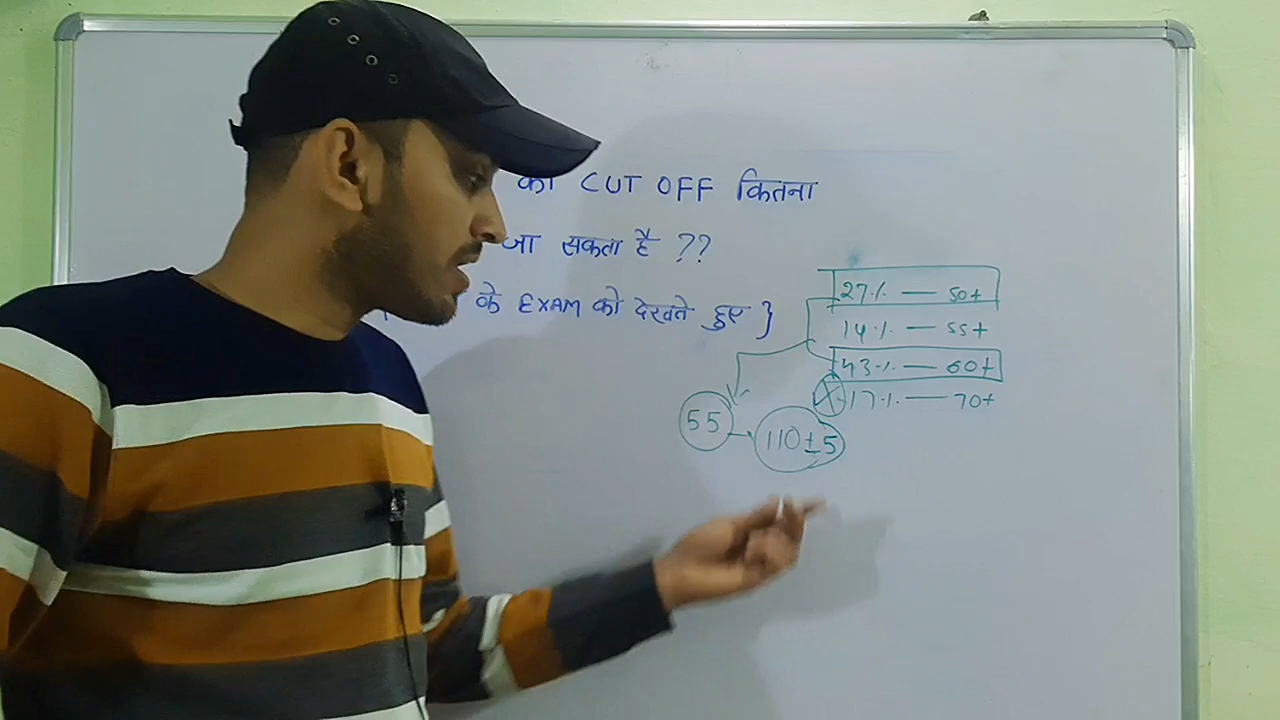 का CUT OFF कितना
जा सकता है ??
के EXAM को देखते हुए }
27% — 50+
14% — 55+
43% — 60+
17% — 70+
55
110±5